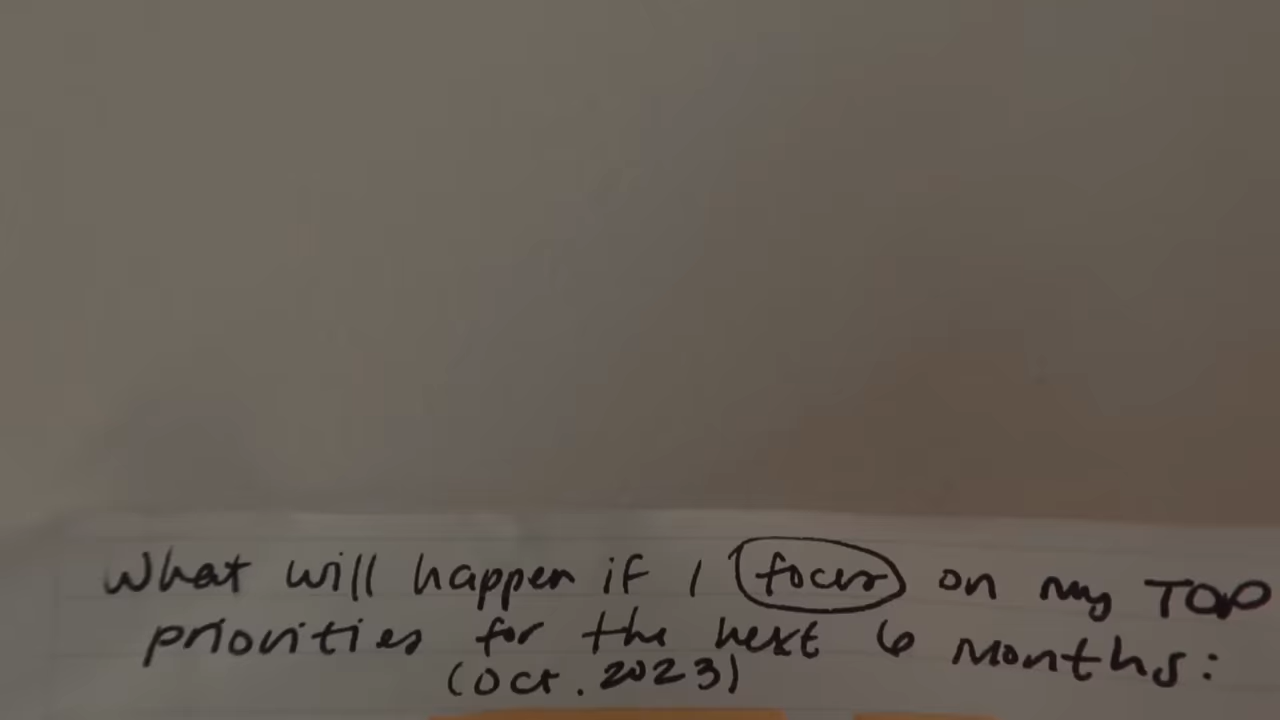 What will happen if I focus on my TOP
priorities for the next 6 months:
(Oct. 2023)